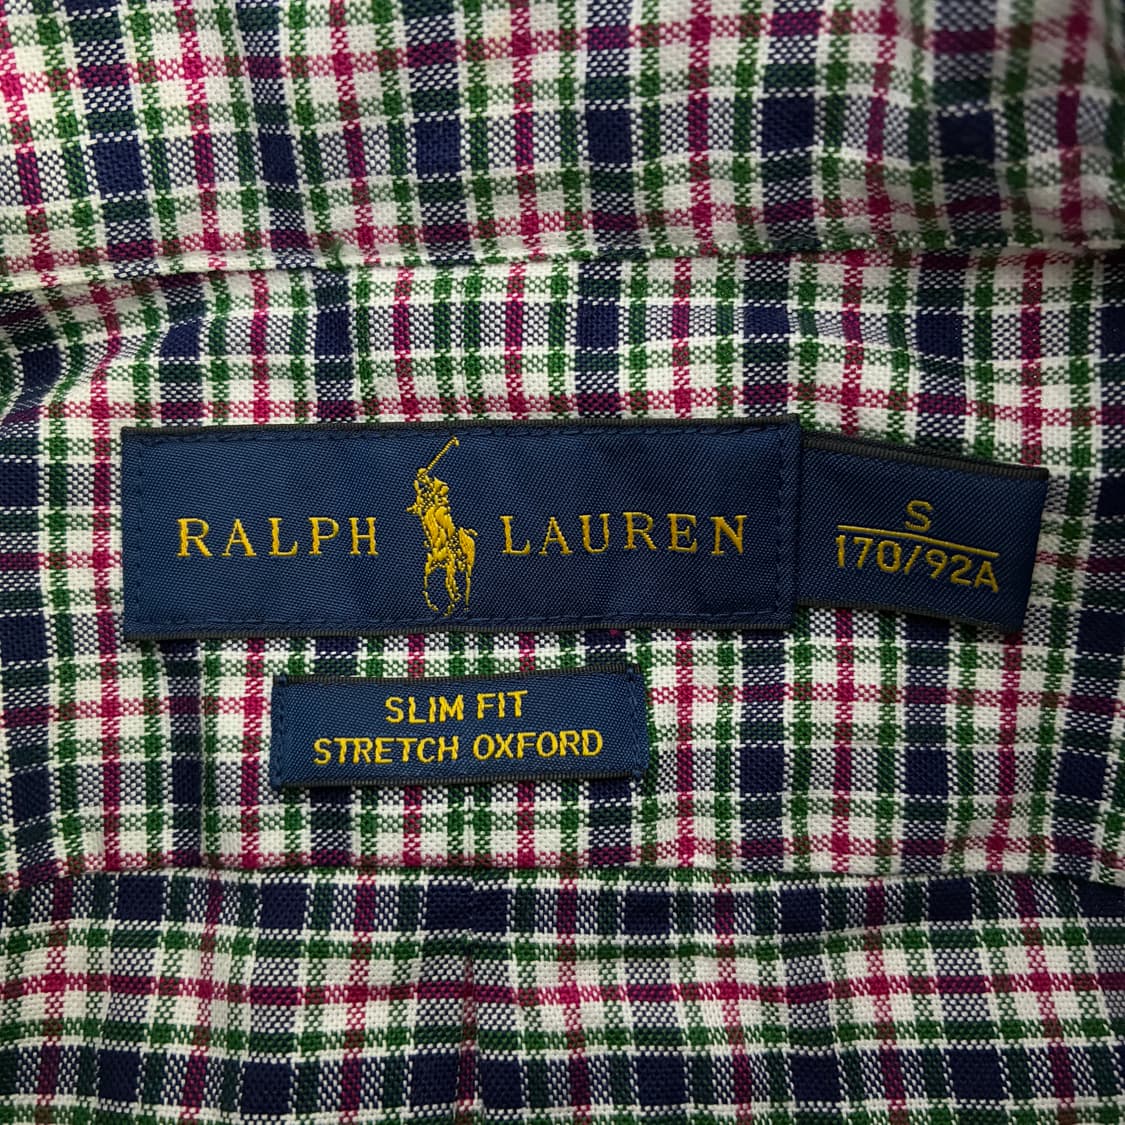 RALPH LAUREN
S
170/92A
SLIM FIT
STRETCH OXFORD